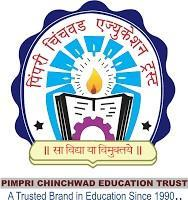 पिंपरी चिंचवड एज्युकेशन ट्रस्ट
॥ सा विद्या या विमुक्तये ॥
PIMPRI CHINCHWAD EDUCATION TRUST
A Trusted Brand in Education Since 1990..